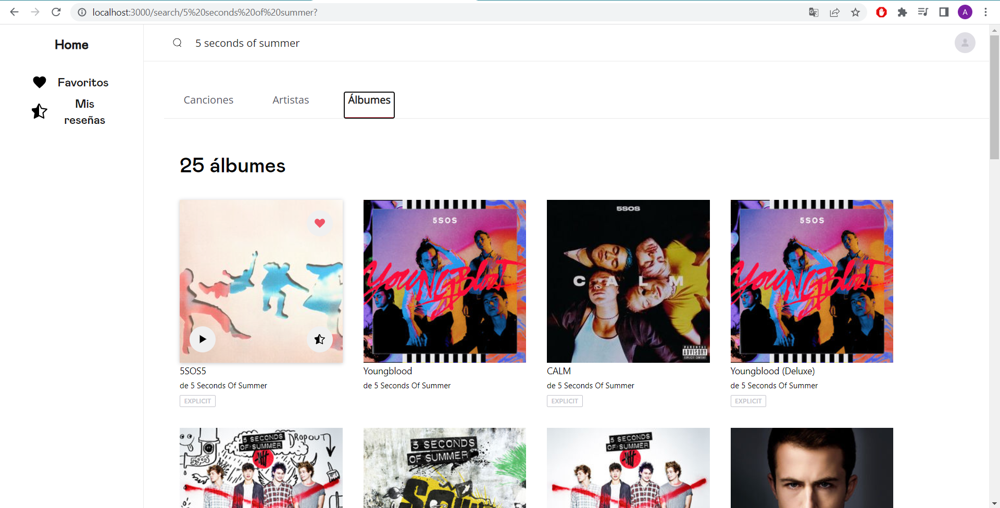 localhost:3000/search/5%20seconds%20of%20summer?
A
Home
5 seconds of summer
Favoritos
Mis
reseñas
Canciones
Artistas
Álbumes
25 álbumes
5SOS
5SOS
5SOS
Youngblood
C A L M
Youngblood
PARENTAL
ADVISORY
EXPLICIT CONTENT
5SOS5
Youngblood
CALM
Youngblood (Deluxe)
de 5 Seconds Of Summer
de 5 Seconds Of Summer
de 5 Seconds Of Summer
de 5 Seconds Of Summer
EXPLICIT
EXPLICIT
EXPLICIT
5 SECONDS
OF SUMMER
DROPOUT
5 SECONDS
OF SUMMER
5 SECONDS
OF SUMMER